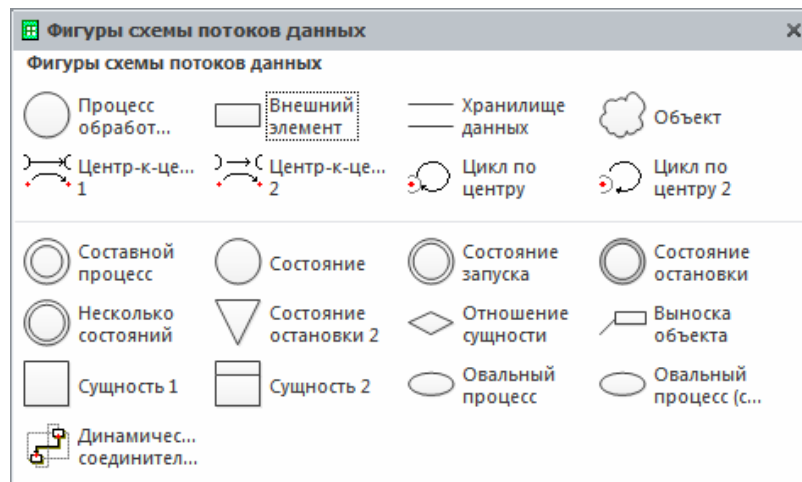 Фигуры схемы потоков данных
Фигуры схемы потоков данных
Процесс
обработ...
Внешний
элемент
Хранилище
данных
Объект
Центр-к-це...
1
Центр-к-це...
2
Цикл по
центру
Цикл по
центру 2
Составной
процесс
Состояние
Состояние
запуска
Состояние
остановки
Несколько
состояний
Состояние
остановки 2
Отношение
сущности
Выноска
объекта
Сущность 1
Сущность 2
Овальный
процесс
Овальный
процесс (с...
Динамичес...
соединител...